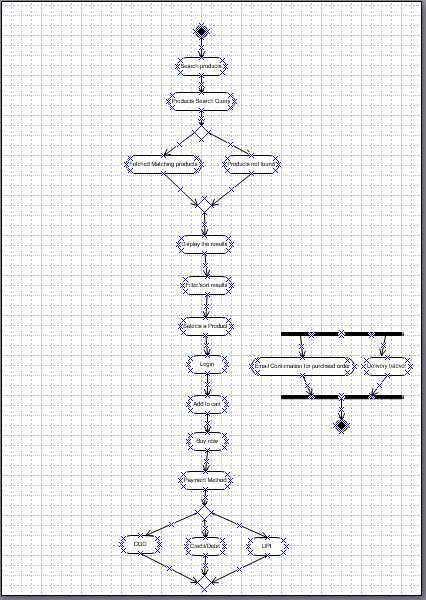 Search products
Products Search Query
Fetched Matching products
Products not found
Display the results
Filter/sort results
Selects a Product
Login
Email Confirmation for purchased order
Delivery tracker
Add to cart
Buy now
Payment Method
COD
Credit/Debit
UPI